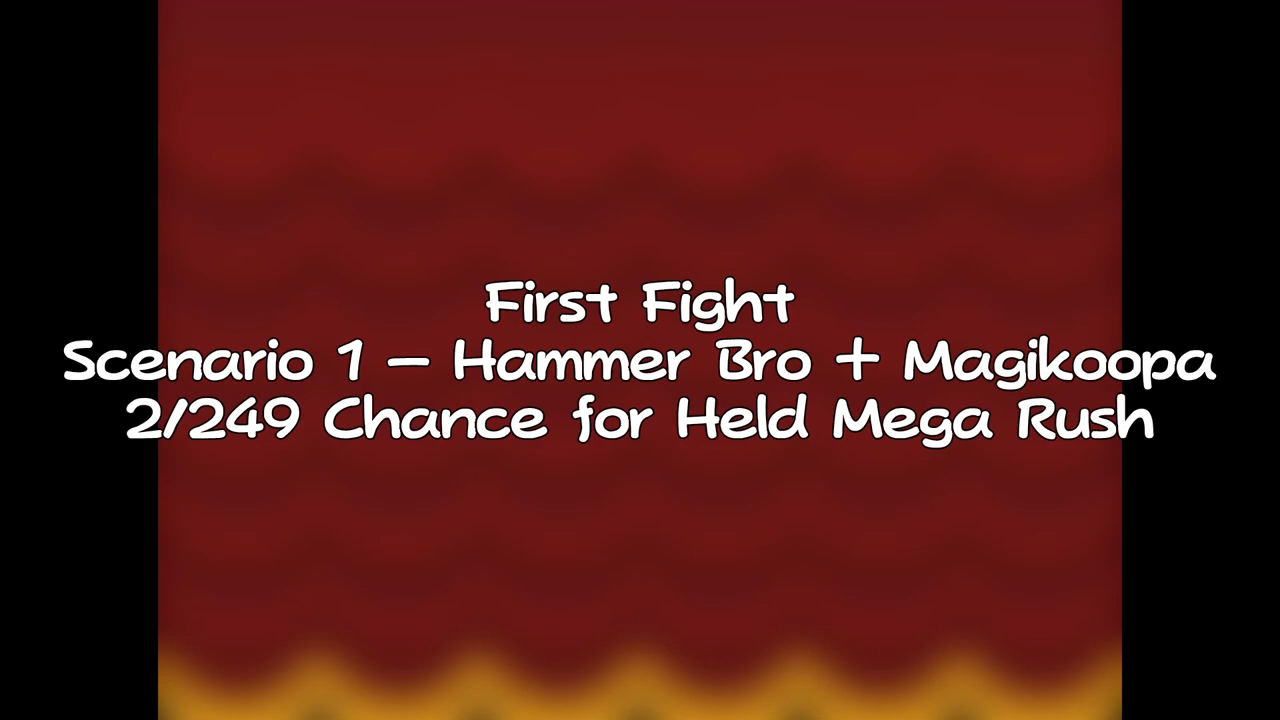 First Fight
Scenario 1 – Hammer Bro + Magikoopa
2/249 Chance for Held Mega Rush